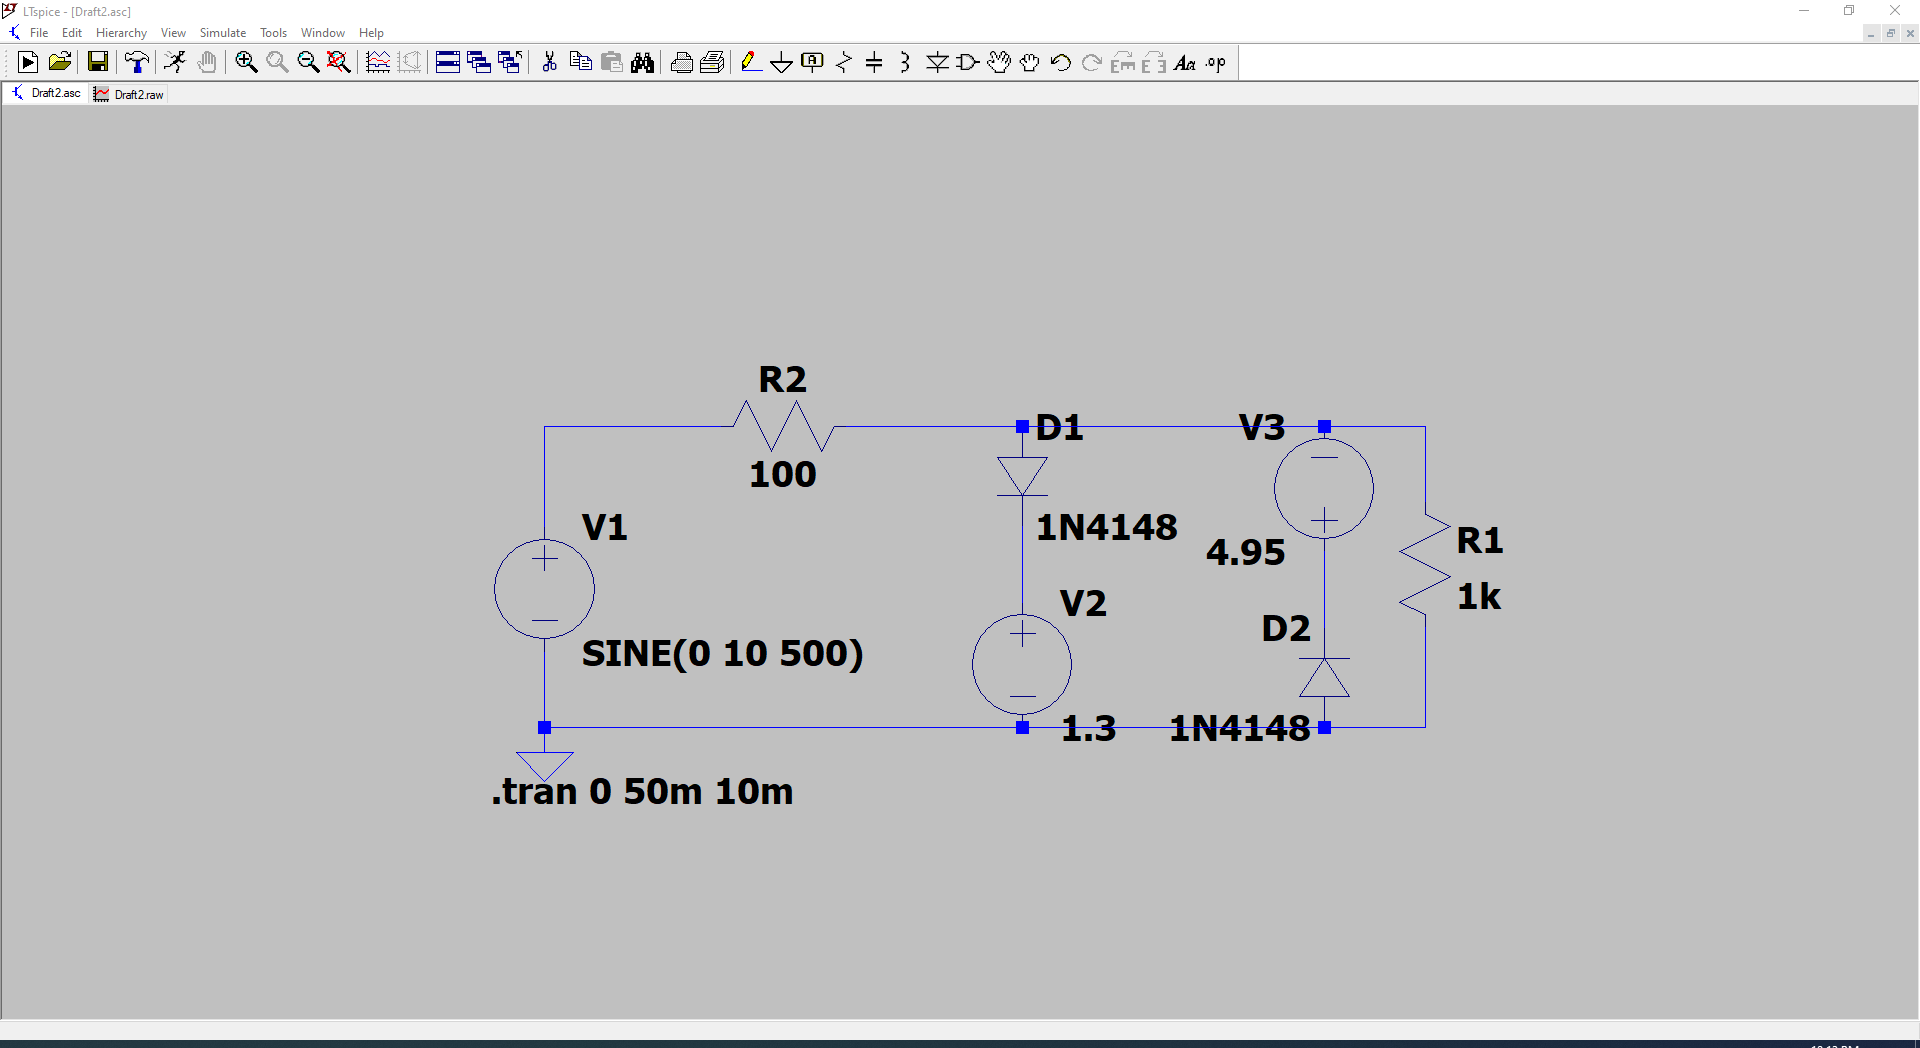 LTspice - [Draft2.asc]
File Edit Hierarchy View Simulate Tools Window Help
Aa .op
Draft2.asc Draft2.raw
R2
100
D1
V3
1N4148
V1
4.95
R1
1k
V2
D2
SINE(0 10 500)
1.3
1N4148
.tran 0 50m 10m